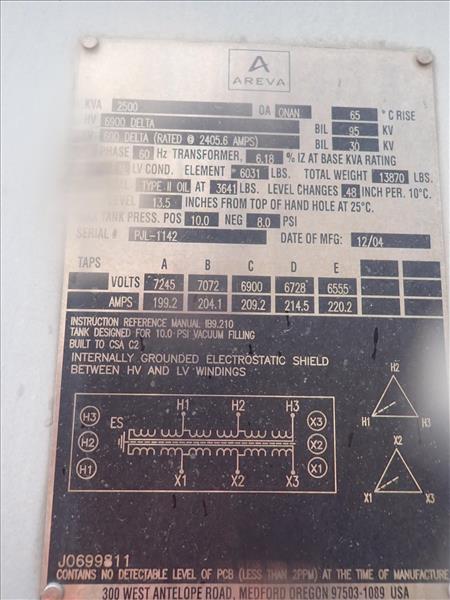 A
AREVA
KVA 2500 OA ONAN 65 °C RISE
HV 6900 DELTA BIL 95 KV
600 DELTA (RATED @ 2405.6 AMPS) BIL 30 KV
PHASE 60 Hz TRANSFORMER, 6.18 % IZ AT BASE KVA RATING
LV COND. ELEMENT = 6031 LBS. TOTAL WEIGHT 13870 LBS.
TYPE II OIL AT 3641 LBS. LEVEL CHANGES .48 INCH PER. 10°C.
LEVEL 13.5 INCH FROM TOP OF HAND HOLE AT 25°C.
TANK PRESS. POS 10.0 NEG 8.0 PSI
SERIAL # PJL-1142 DATE OF MFG: 12/04
TAPS A B C D E
VOLTS 7245 7072 6900 6728 6555
AMPS 199.2 204.1 209.2 214.5 220.2
INSTRUCTION REFERENCE MANUAL IB9.210
TANK DESIGNED FOR 10.0 PSI VACUUM FILLING
BUILT TO CSA C2
INTERNALLY GROUNDED ELECTROSTATIC SHIELD
BETWEEN HV AND LV WINDINGS
H2
H1 H3
H3 ES H1 H2 H3 X3
H2 X2
H1 X1 X2 X3 X1
X2
X1 X3
J0699811
CONTAINS NO DETECTABLE LEVEL OF PCB (LESS THAN 2PPM) AT THE TIME OF MANUFACTURE
300 WEST ANTELOPE ROAD, MEDFORD OREGON 97503-1089 USA